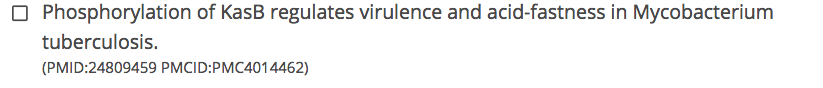 Phosphorylation of KasB regulates virulence and acid-fastness in Mycobacterium
tuberculosis.
(PMID:24809459 PMCID:PMC4014462)